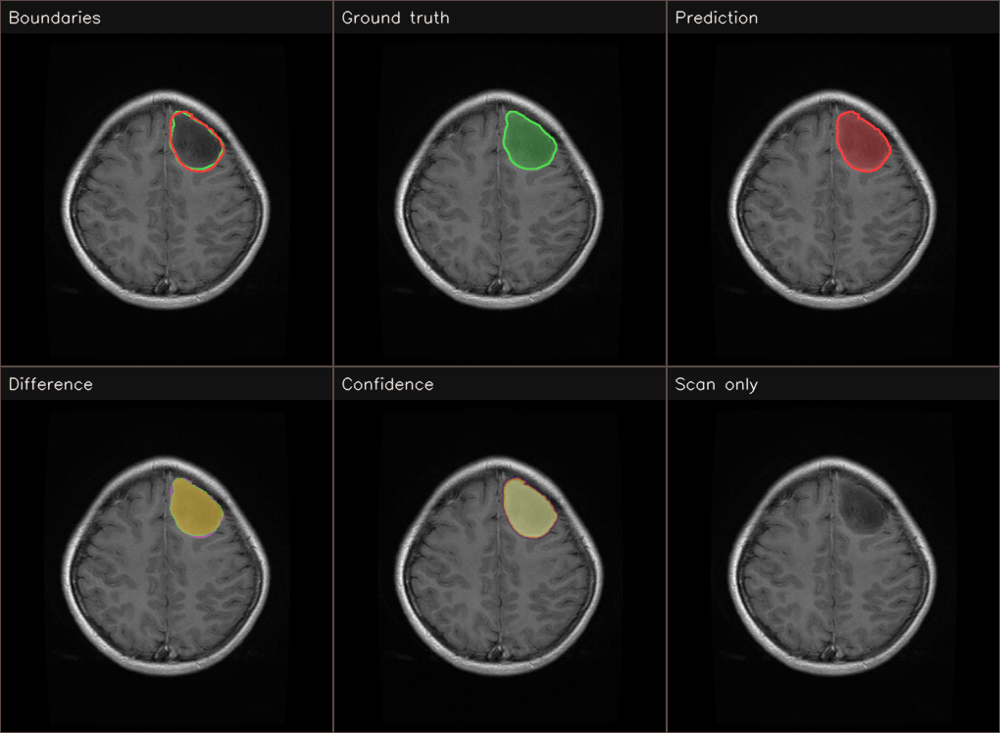 Boundaries
Ground truth
Prediction
Difference
Confidence
Scan only